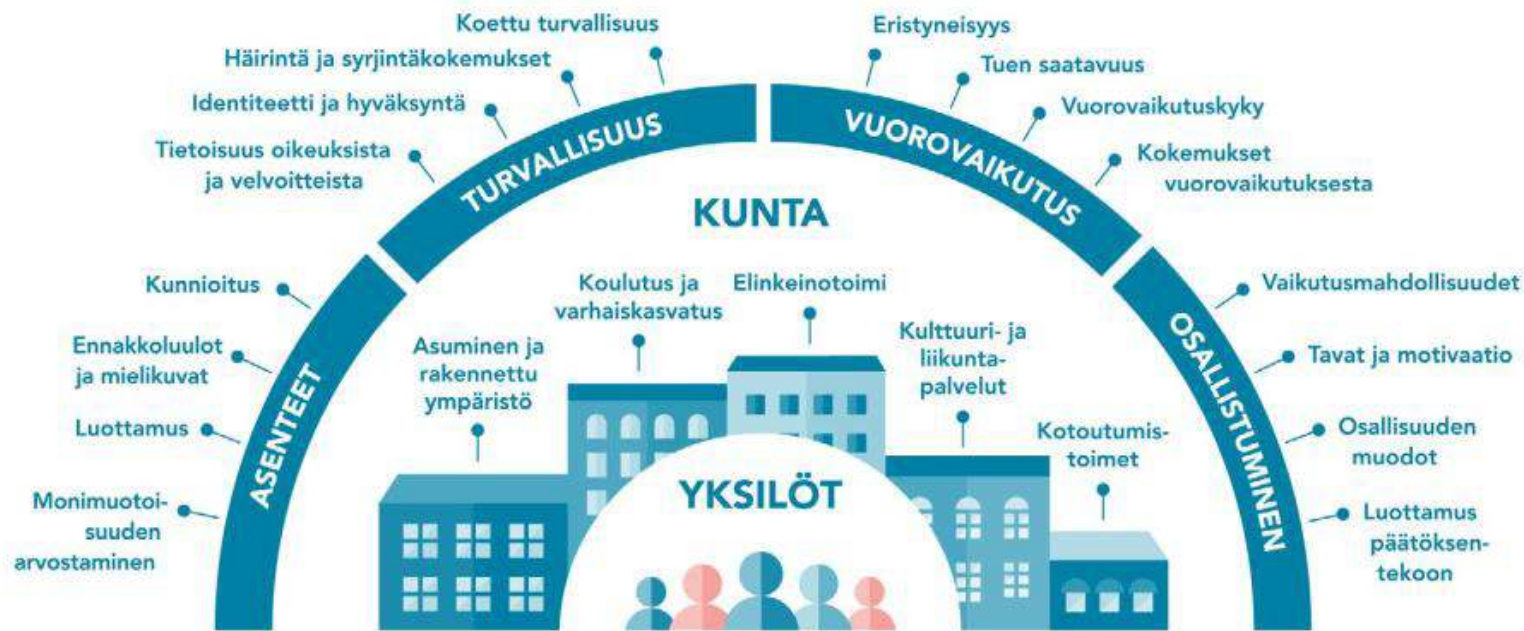 Koettu turvallisuus
Häirintä ja syrjintäkokemukset
Identiteetti ja hyväksyntä
Tietoisuus oikeuksista
ja velvoitteista
TURVALLISUUS
Eristyneisyys
Tuen saatavuus
Vuorovaikutuskyky
Kokemukset
vuorovaikutuksesta
VUOROVAIKUTUS
Kunnioitus
Ennakkoluulot
ja mielikuvat
Luottamus
Monimuotoi-
suuden
arvostaminen
ASENTEET
KUNTA
Asuminen ja
rakennettu
ympäristö
Koulutus ja
varhaiskasvatus
Elinkeinotoimi
Kulttuuri- ja
liikunta-
palvelut
Kotoutumis-
toimet
YKSILÖT
Vaikutusmahdollisuudet
Tavat ja motivaatio
Osallisuuden
muodot
Luottamus
päätöksen-
tekoon
OSALLISTUMINEN